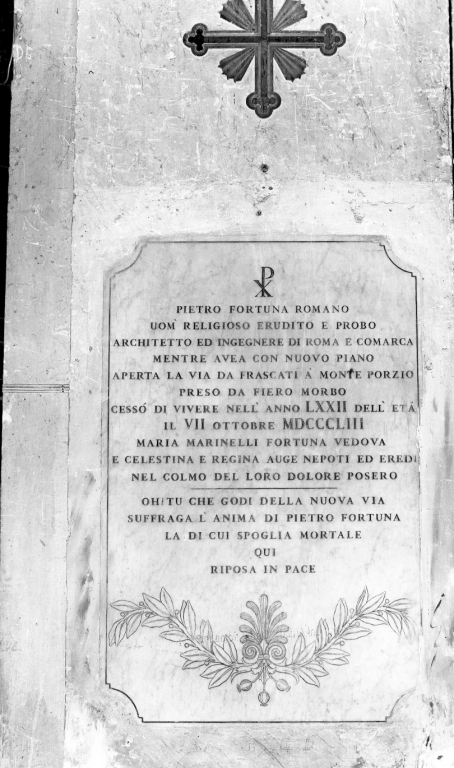 PIETRO FORTUNA ROMANO
UOM' RELIGIOSO ERUDITO E PROBO
ARCHITETTO ED INGEGNERE DI ROMA E COMARCA
MENTRE AVEA CON NUOVO PIANO
APERTA LA VIA DA FRASCATI A MONTE PORZIO
PRESO DA FIERO MORBO
CESSÒ DI VIVERE NELL' ANNO LXXII DELL' ETÀ
IL VII OTTOBRE MDCCCLIII
MARIA MARINELLI FORTUNA VEDOVA
E CELESTINA E REGINA AUGE NEPOTI ED EREDI
NEL COLMO DEL LORO DOLORE POSERO
OH! TU CHE GODI DELLA NUOVA VIA
SUFFRAGA L' ANIMA DI PIETRO FORTUNA
LA DI CUI SPOGLIA MORTALE
QUI
RIPOSA IN PACE